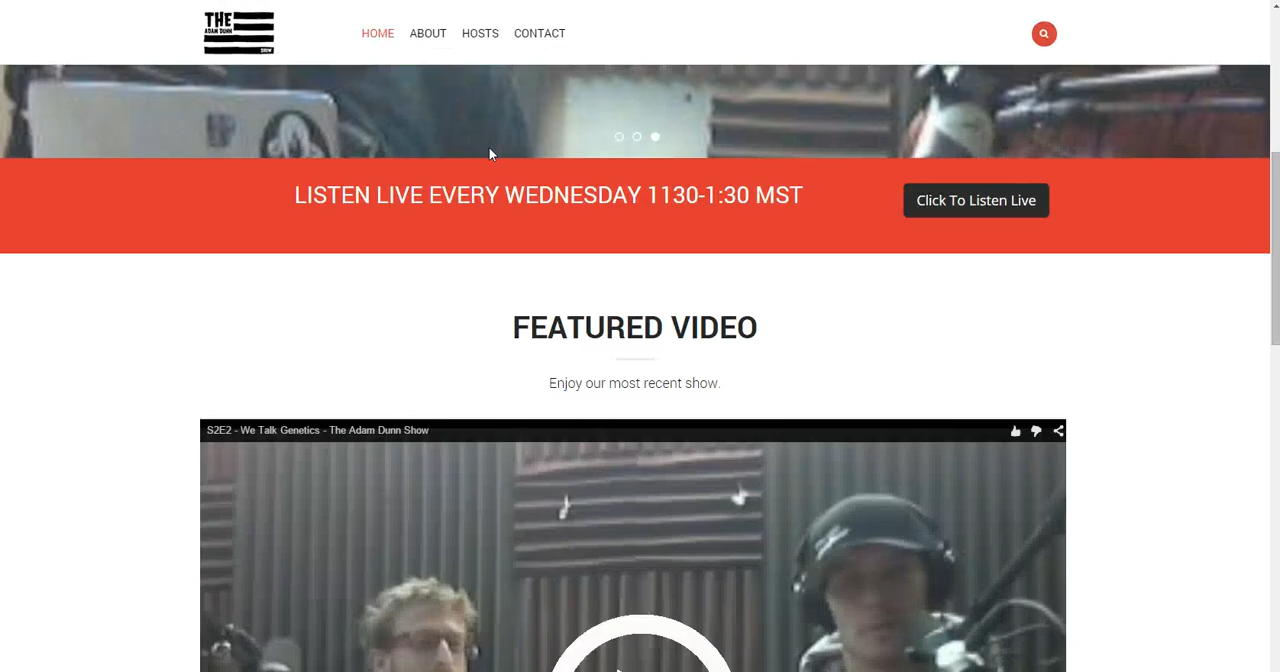 THE
ADAM DUNN
SHOW
HOME ABOUT HOSTS CONTACT
LISTEN LIVE EVERY WEDNESDAY 1130-1:30 MST
Click To Listen Live
FEATURED VIDEO
Enjoy our most recent show.
S2E2 - We Talk Genetics - The Adam Dunn Show